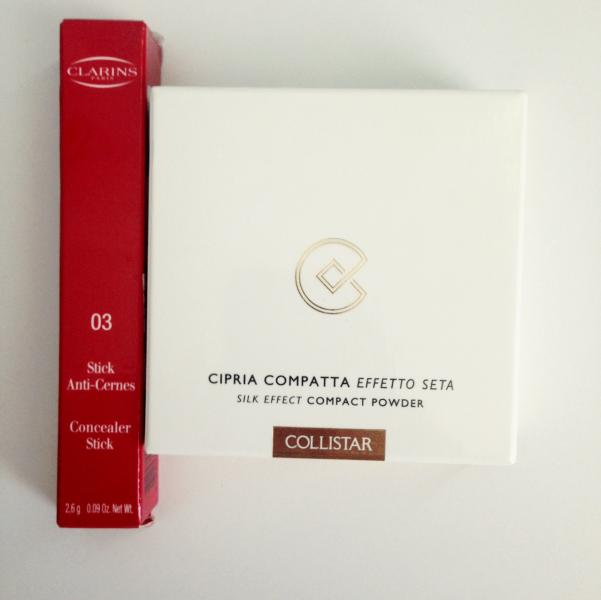 CLARINS
PARIS
03
Stick
Anti-Cernes
Concealer
Stick
2,6 g 0.09 Oz. Net Wt.
CIPRIA COMPATTA EFFETTO SETA
SILK EFFECT COMPACT POWDER
COLLISTAR